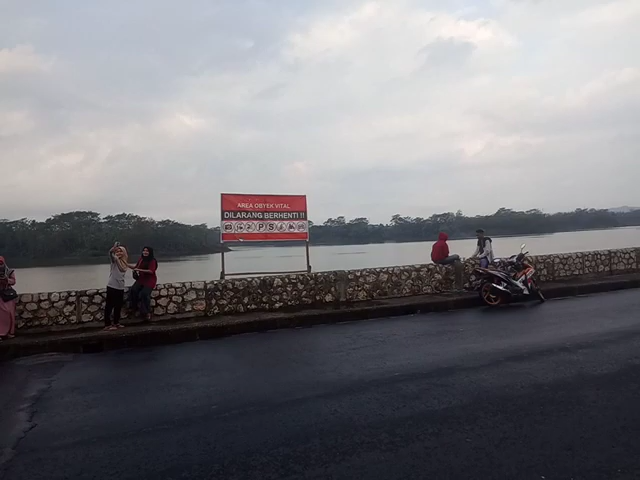 AREA OBYEK VITAL
DILARANG BERHENTI !!
P S